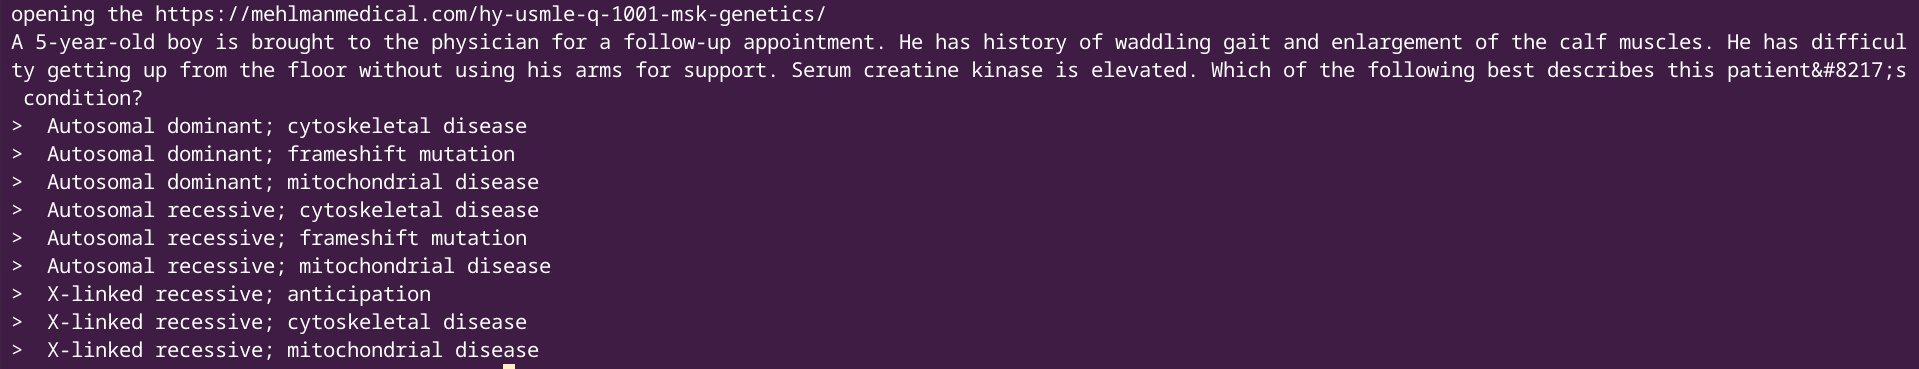 opening the https://mehlmanmedical.com/hy-usmle-q-1001-msk-genetics/
A 5-year-old boy is brought to the physician for a follow-up appointment. He has history of waddling gait and enlargement of the calf muscles. He has difficul
ty getting up from the floor without using his arms for support. Serum creatine kinase is elevated. Which of the following best describes this patient&#8217;s
 condition?
>  Autosomal dominant; cytoskeletal disease
>  Autosomal dominant; frameshift mutation
>  Autosomal dominant; mitochondrial disease
>  Autosomal recessive; cytoskeletal disease
>  Autosomal recessive; frameshift mutation
>  Autosomal recessive; mitochondrial disease
>  X-linked recessive; anticipation
>  X-linked recessive; cytoskeletal disease
>  X-linked recessive; mitochondrial disease